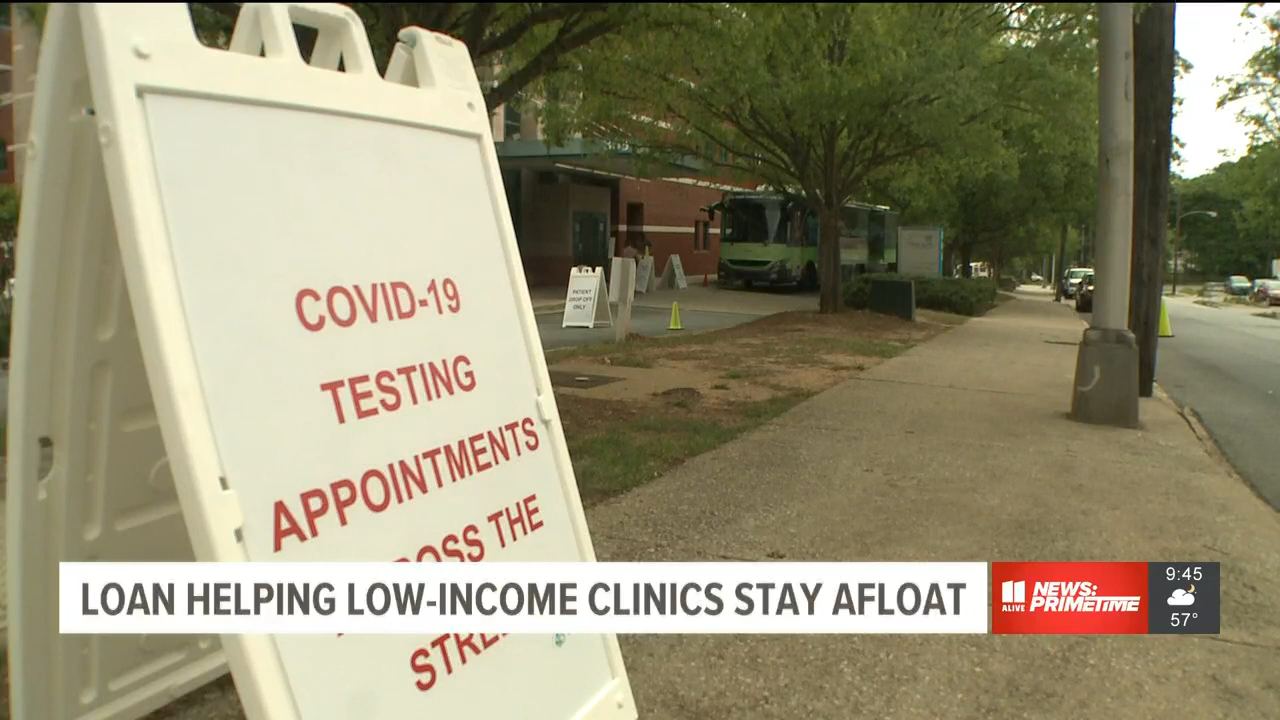 COVID-19
TESTING
APPOINTMENTS
THE
PATIENT
DROP OFF
ONLY
LOAN HELPING LOW-INCOME CLINICS STAY AFLOAT
11
ALIVE
NEWS:
PRIMETIME
9:45
57°